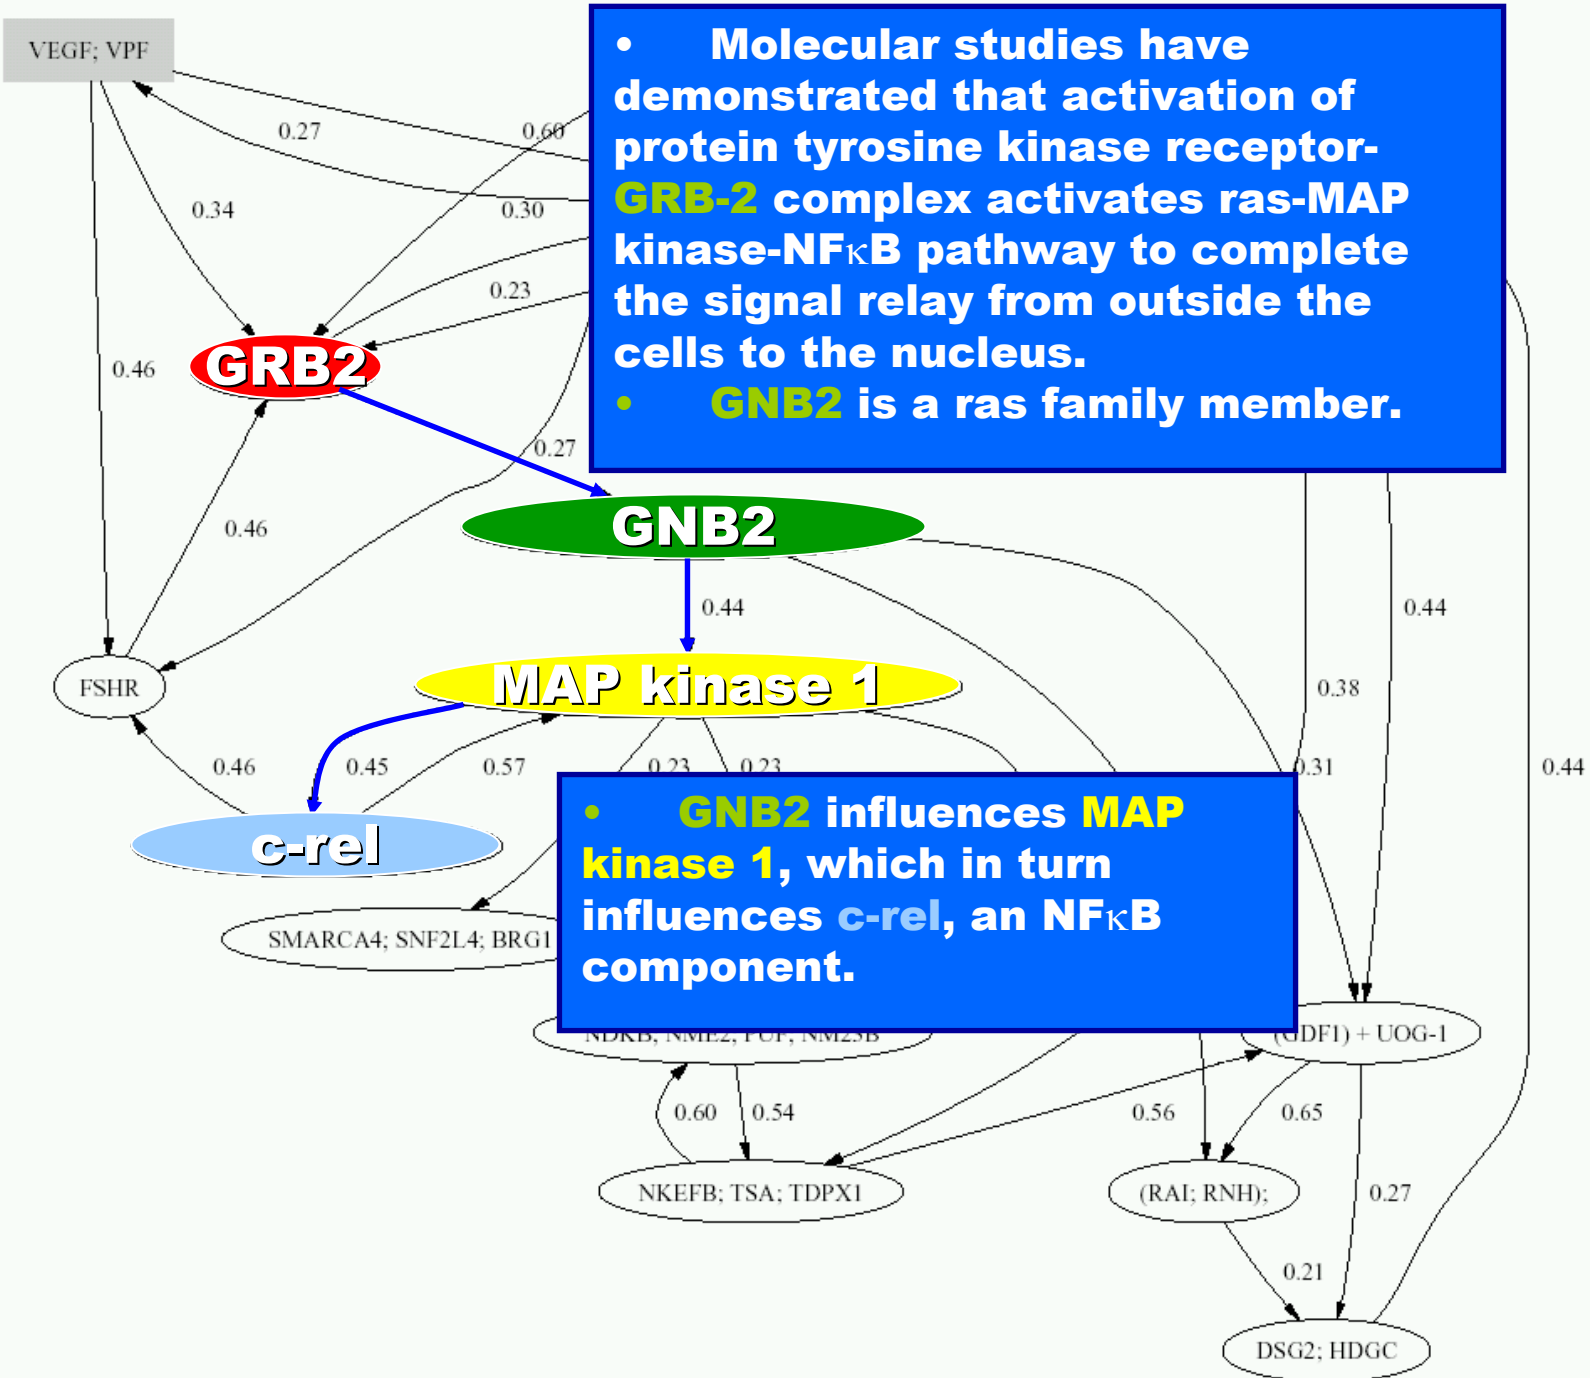 VEGF; VPF
• Molecular studies have
demonstrated that activation of
protein tyrosine kinase receptor-
GRB-2 complex activates ras-MAP
kinase-NFκB pathway to complete
the signal relay from outside the
cells to the nucleus.
• GNB2 is a ras family member.
0.27
0.60
0.34
0.30
0.23
0.46
GRB2
0.27
0.46
GNB2
0.44
0.44
FSHR
MAP kinase 1
0.38
0.46
0.45
0.57
0.23
0.23
0.31
0.44
c-rel
• GNB2 influences MAP
kinase 1, which in turn
influences c-rel, an NFκB
component.
SMARCA4; SNF2L4; BRG1
NDKB; NME2; PUF; NM23B
(GDF1) + UOG-1
0.60
0.54
0.56
0.65
NKEFB; TSA; TDPX1
(RAI; RNH);
0.27
0.21
DSG2; HDGC